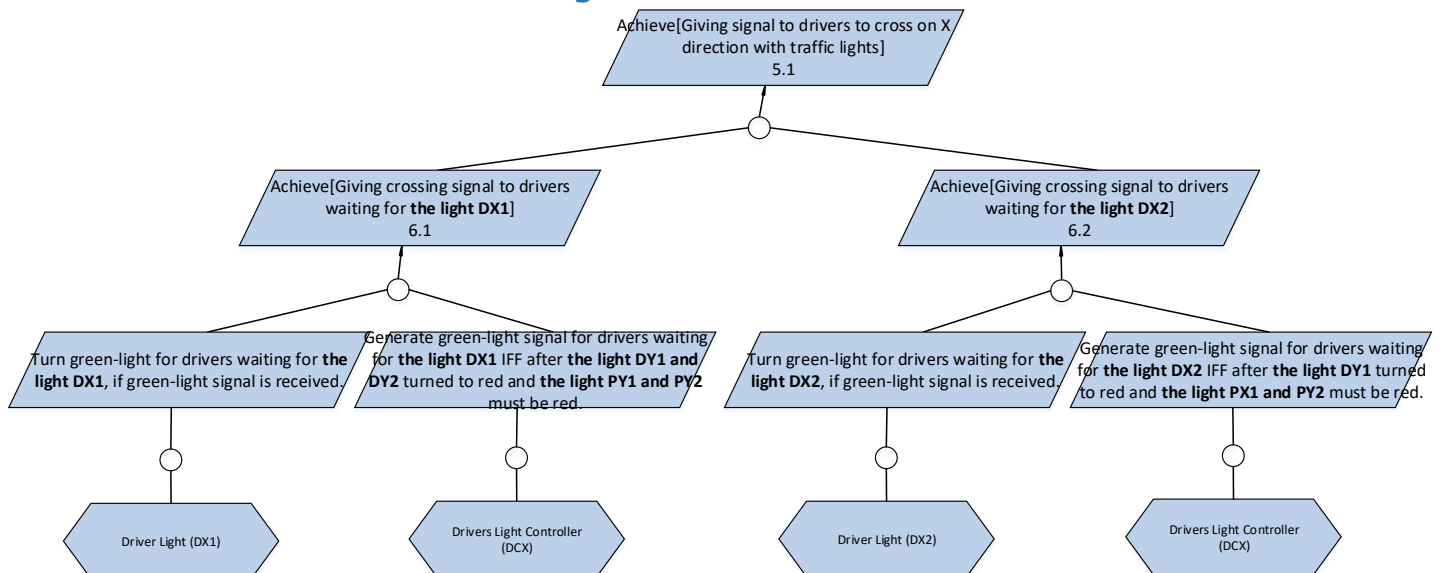 Achieve[Giving signal to drivers to cross on X
direction with traffic lights]
5.1
Achieve[Giving crossing signal to drivers
waiting for the light DX1]
6.1
Achieve[Giving crossing signal to drivers
waiting for the light DX2]
6.2
Turn green-light for drivers waiting for the
light DX1, if green-light signal is received.
Generate green-light signal for drivers waiting
for the light DX1 IFF after the light DY1 and
DY2 turned to red and the light PY1 and PY2
must be red.
Turn green-light for drivers waiting for the
light DX2, if green-light signal is received.
Generate green-light signal for drivers waiting
for the light DX2 IFF after the light DY1 turned
to red and the light PX1 and PY2 must be red.
Driver Light (DX1)
Drivers Light Controller
(DCX)
Driver Light (DX2)
Drivers Light Controller
(DCX)